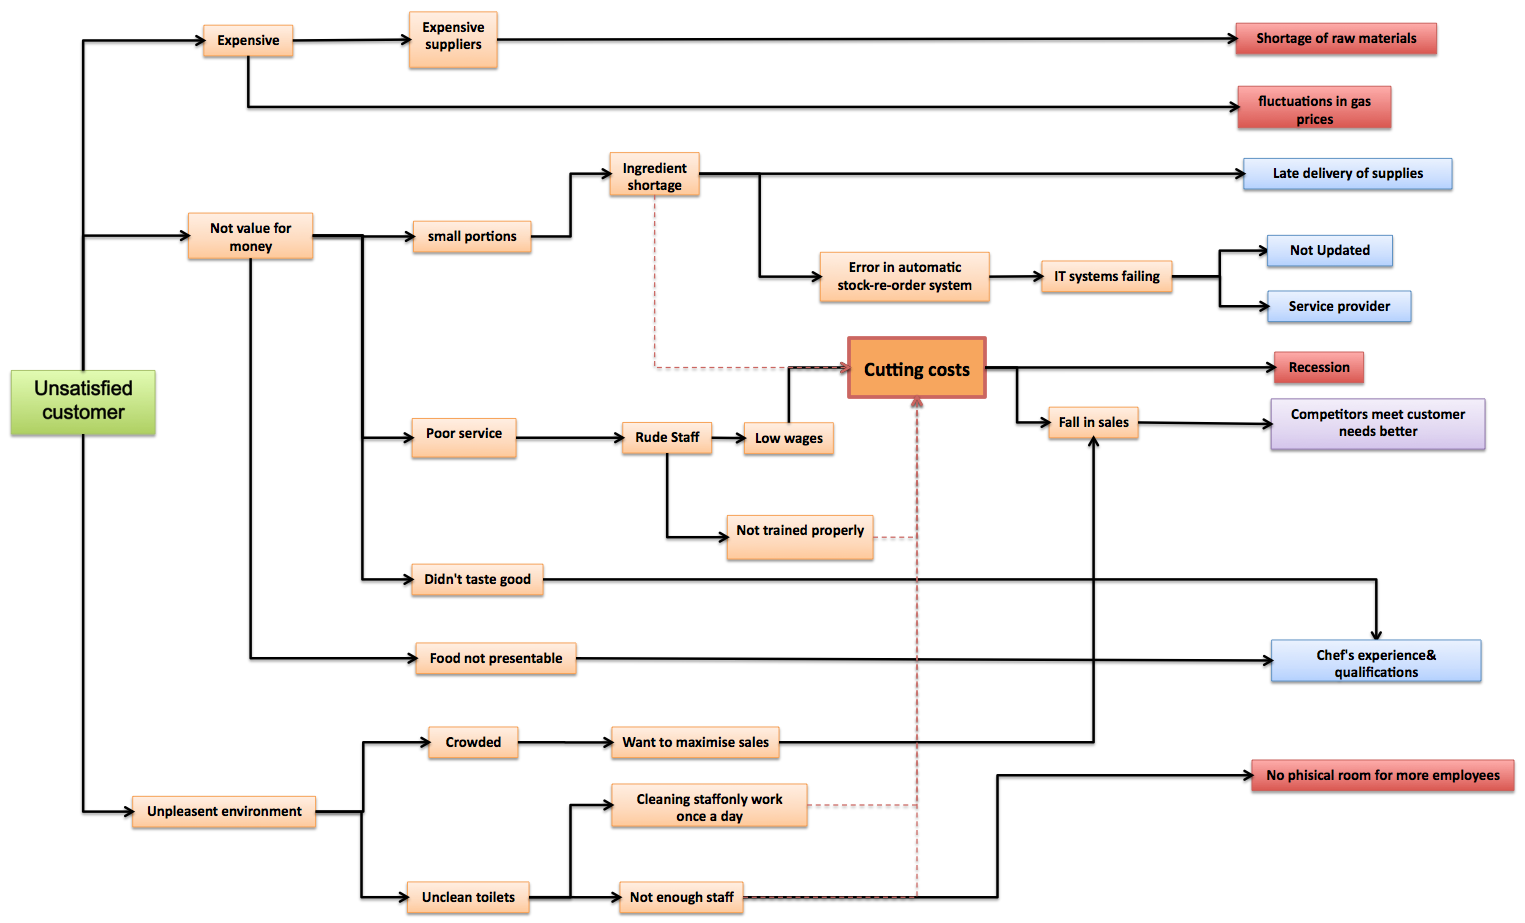 Expensive
Expensive
suppliers
Shortage of raw materials
fluctuations in gas
prices
Ingredient
shortage
Late delivery of supplies
Not value for
money
small portions
Error in automatic
stock-re-order system
IT systems failing
Not Updated
Service provider
Unsatisfied
customer
Cutting costs
Recession
Fall in sales
Competitors meet customer
needs better
Poor service
Rude Staff
Low wages
Not trained properly
Didn't taste good
Food not presentable
Chef's experience&
qualifications
Crowded
Want to maximise sales
No phisical room for more employees
Unpleasent environment
Cleaning staffonly work
once a day
Unclean toilets
Not enough staff